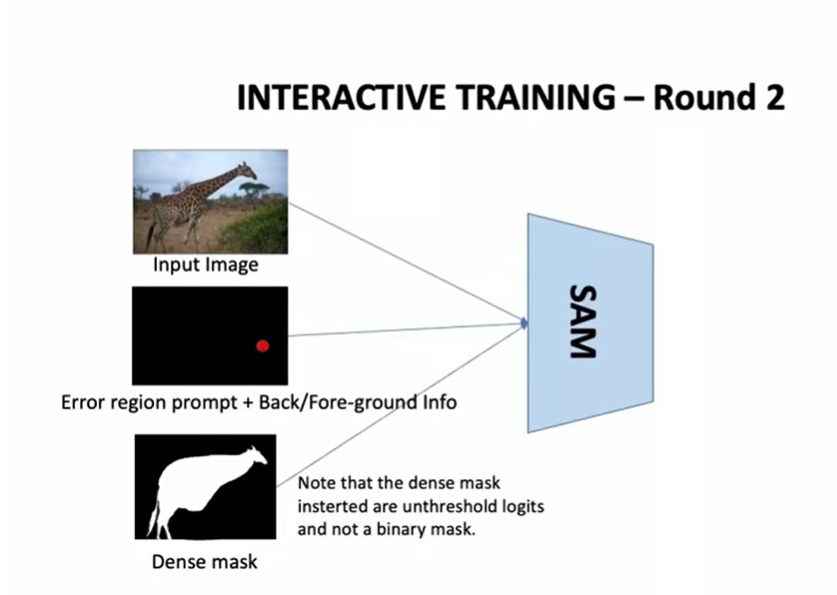 INTERACTIVE TRAINING – Round 2
Input Image
SAM
Error region prompt + Back/Fore-ground Info
Note that the dense mask
insterted are unthreshold logits
and not a binary mask.
Dense mask